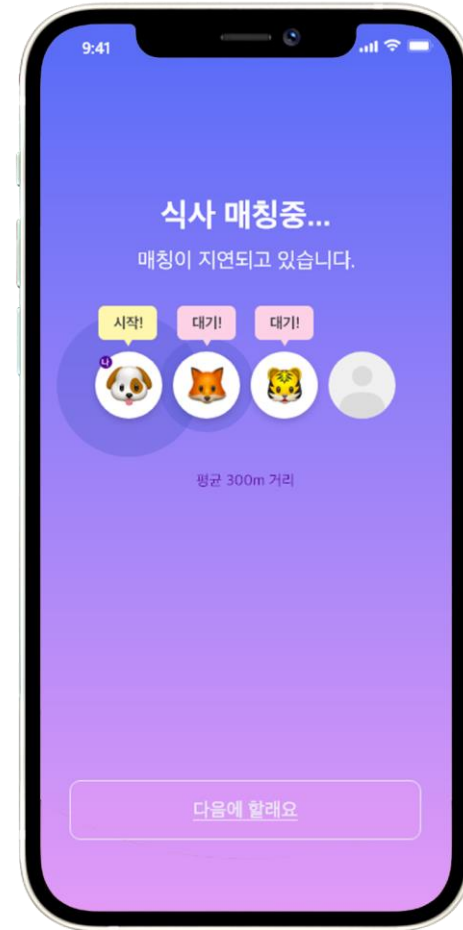 9:41
식사 매칭중...
매칭이 지연되고 있습니다.
시작! 대기! 대기!
나
평균 300m 거리
다음에 할래요